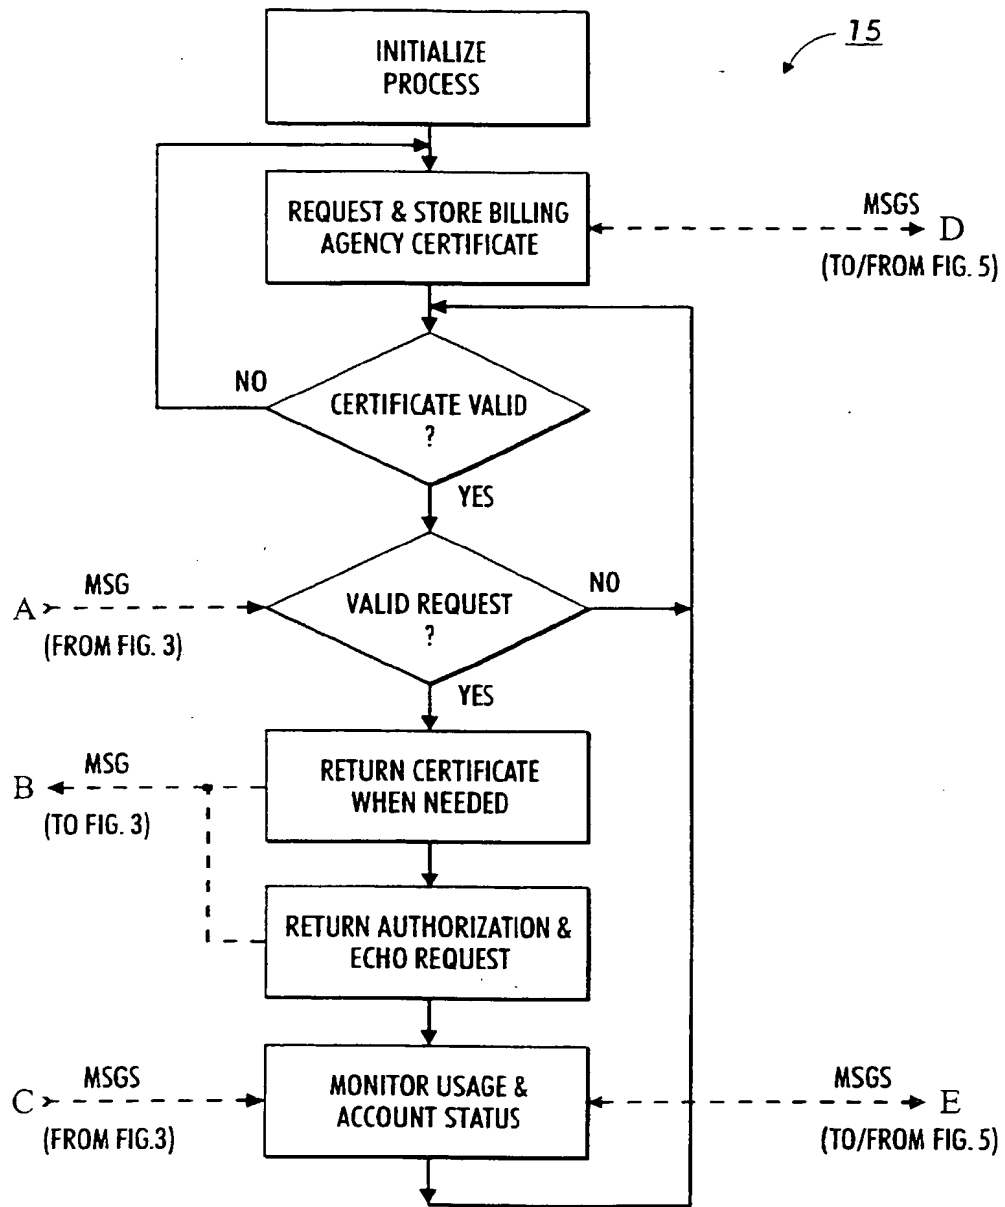 15
INITIALIZE
PROCESS
REQUEST & STORE BILLING
AGENCY CERTIFICATE
MSGS
D
(TO/FROM FIG. 5)
NO
CERTIFICATE VALID
?
YES
MSG
A
(FROM FIG. 3)
VALID REQUEST
?
NO
YES
MSG
B
(TO FIG. 3)
RETURN CERTIFICATE
WHEN NEEDED
RETURN AUTHORIZATION &
ECHO REQUEST
MSGS
C
(FROM FIG.3)
MONITOR USAGE &
ACCOUNT STATUS
MSGS
E
(TO/FROM FIG. 5)